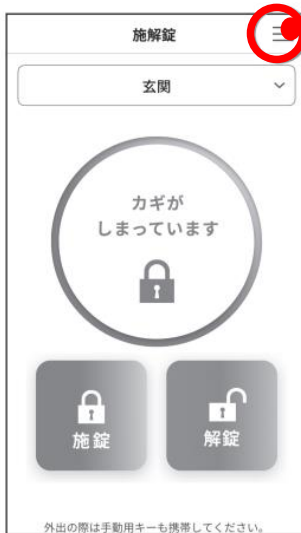 施解錠
玄関
カギが
しまっています
施錠
解錠
外出の際は手動用キーも携帯してください。